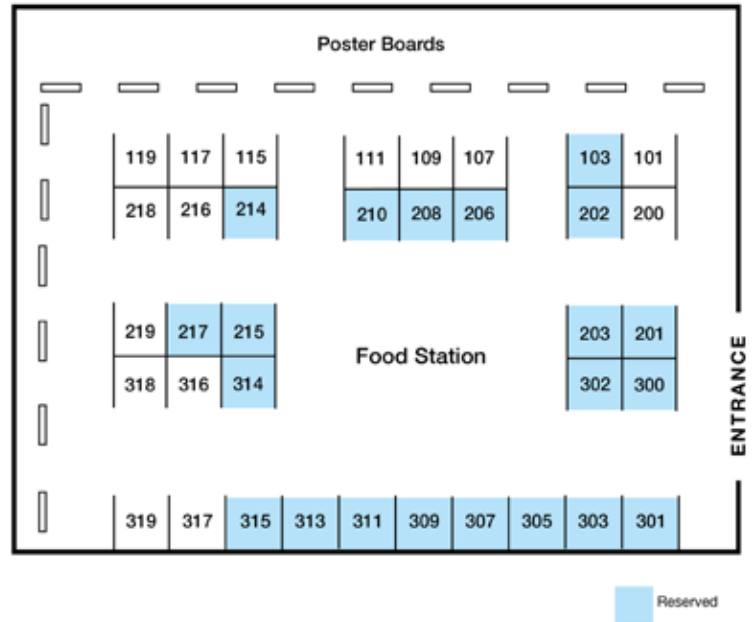 Poster Boards
119 117 115 111 109 107 103 101
218 216 214 210 208 206 202 200
219 217 215 203 201
Food Station
318 316 314 302 300
ENTRANCE
319 317 315 313 311 309 307 305 303 301
Reserved